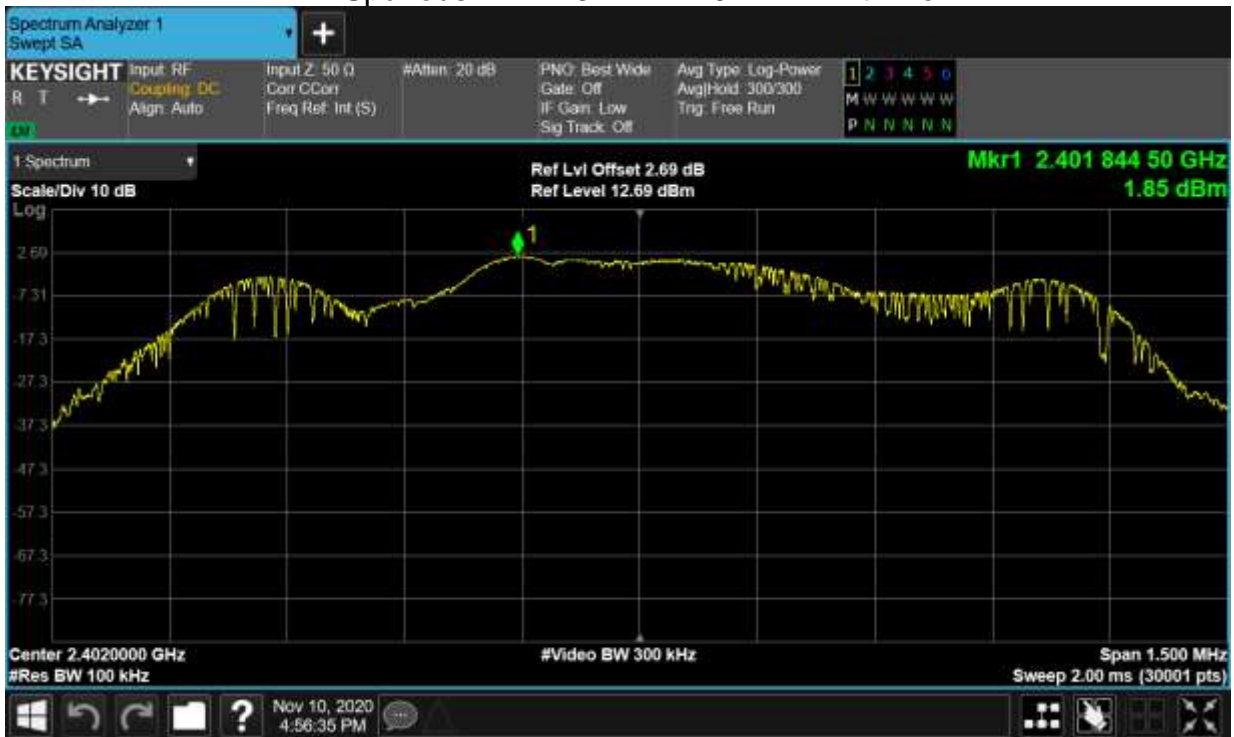 Spectrum Analyzer 1
Swept SA
KEYSIGHT
R T
Input: RF
Coupling: DC
Align: Auto
Input Z: 50 Ω
Corr CCorr
Freq Ref: Int (S)
#Atten: 20 dB
PNO: Best Wide
Gate: Off
IF Gain: Low
Sig Track: Off
Avg Type: Log-Power
Avg|Hold: 300/300
Trig: Free Run
1 2 3 4 5 6
M W W W W W
P N N N N N
1 Spectrum
Scale/Div 10 dB
Log
Ref Lvl Offset 2.69 dB
Ref Level 12.69 dBm
Mkr1 2.401 844 50 GHz
1.85 dBm
1
2.69
-7.31
-17.3
-27.3
-37.3
-47.3
-57.3
-67.3
-77.3
Center 2.4020000 GHz
#Res BW 100 kHz
#Video BW 300 kHz
Span 1.500 MHz
Sweep 2.00 ms (30001 pts)
?
Nov 10, 2020
4:56:35 PM